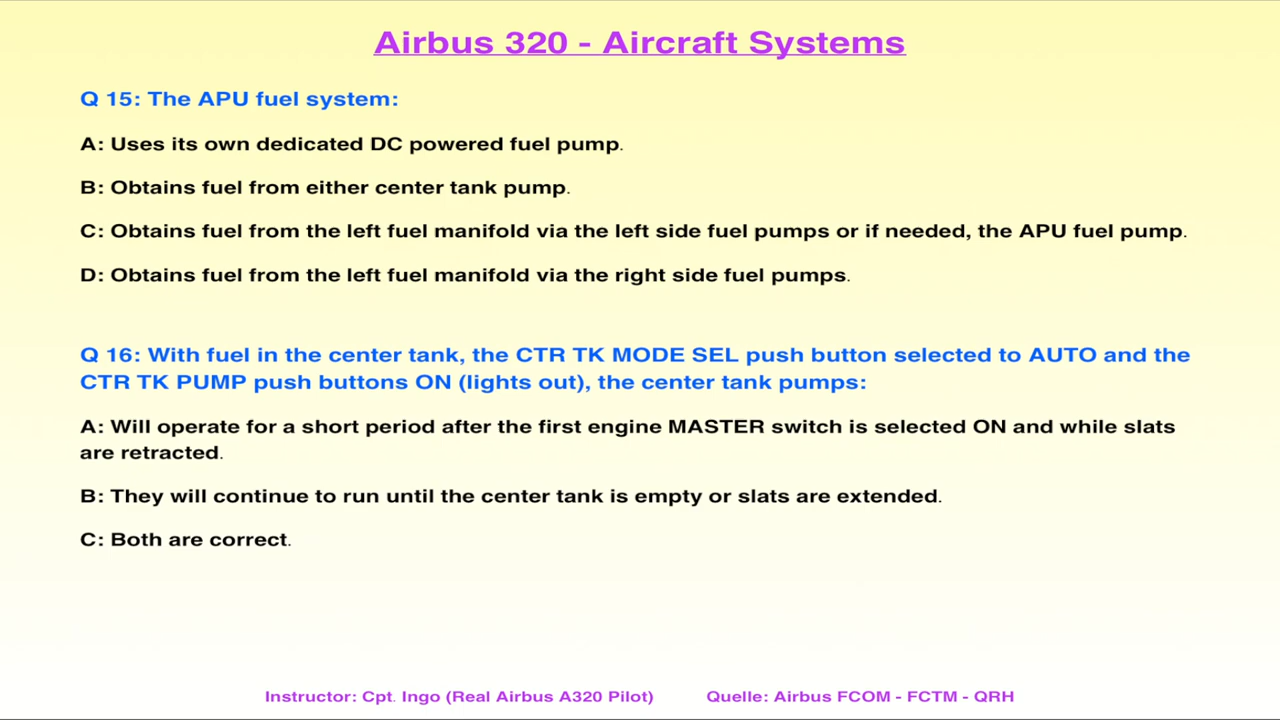 Airbus 320 - Aircraft Systems
Q 15: The APU fuel system:
A: Uses its own dedicated DC powered fuel pump.
B: Obtains fuel from either center tank pump.
C: Obtains fuel from the left fuel manifold via the left side fuel pumps or if needed, the APU fuel pump.
D: Obtains fuel from the left fuel manifold via the right side fuel pumps.
Q 16: With fuel in the center tank, the CTR TK MODE SEL push button selected to AUTO and the
CTR TK PUMP push buttons ON (lights out), the center tank pumps:
A: Will operate for a short period after the first engine MASTER switch is selected ON and while slats
are retracted.
B: They will continue to run until the center tank is empty or slats are extended.
C: Both are correct.
Instructor: Cpt. Ingo (Real Airbus A320 Pilot) Quelle: Airbus FCOM - FCTM - QRH